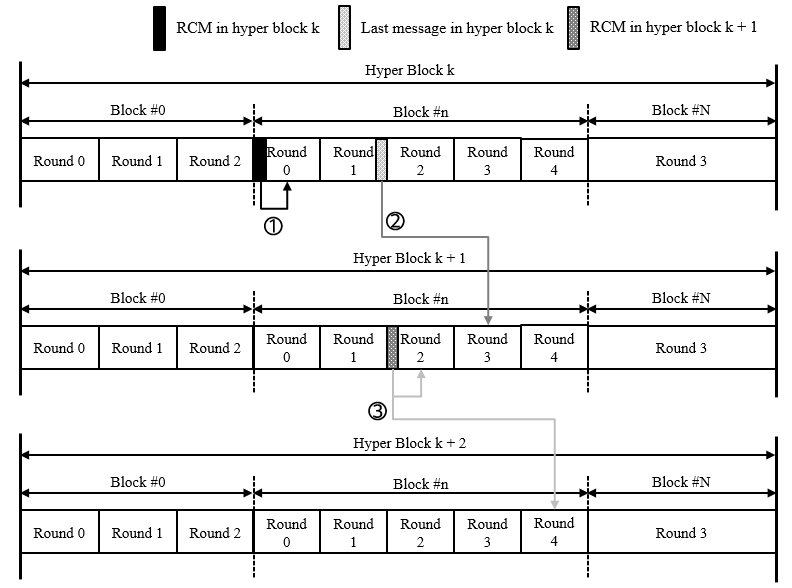 RCM in hyper block k Last message in hyper block k RCM in hyper block k + 1
Hyper Block k
Block #0 Block #n Block #N
Round 0 Round 1 Round 2 Round 0 Round 1 Round 2 Round 3 Round 4 Round 3
① ②
Hyper Block k + 1
Block #0 Block #n Block #N
Round 0 Round 1 Round 2 Round 0 Round 1 Round 2 Round 3 Round 4 Round 3
③
Hyper Block k + 2
Block #0 Block #n Block #N
Round 0 Round 1 Round 2 Round 0 Round 1 Round 2 Round 3 Round 4 Round 3